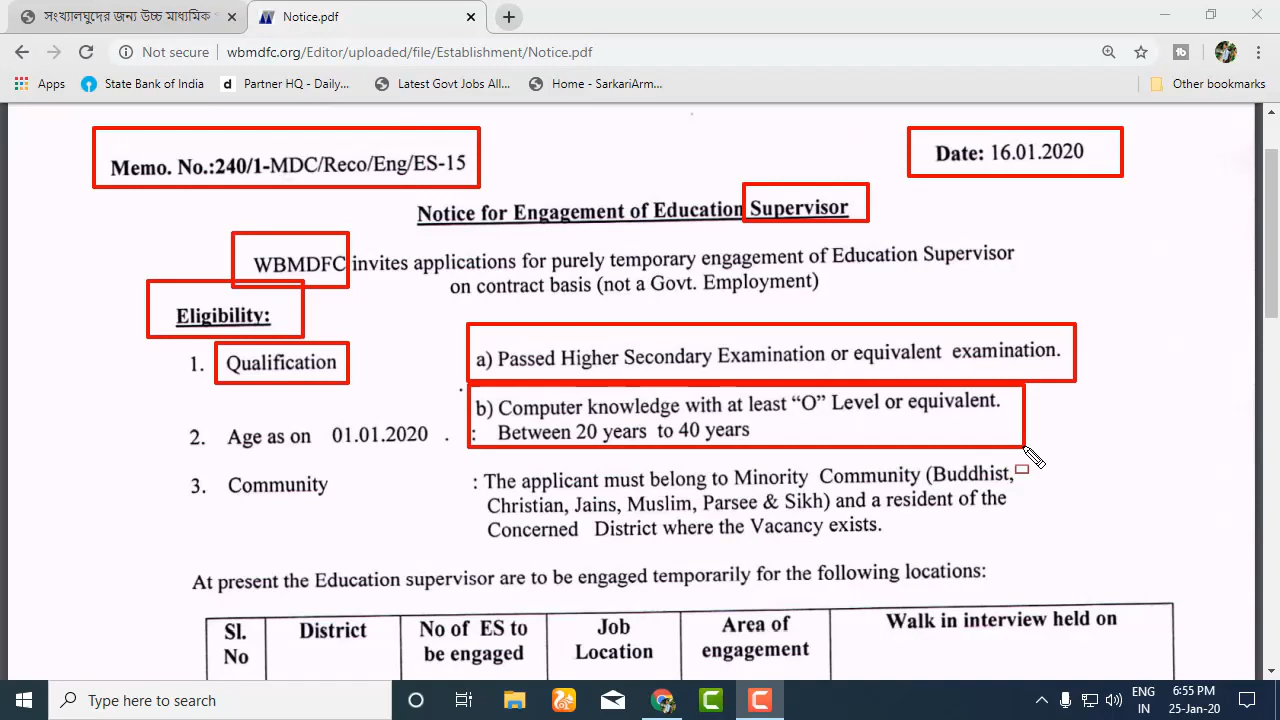 সংখ্যালঘুদের জন্য উচ্চ মাধ্যমিক
Notice.pdf
Not secure
wbmdfc.org/Editor/uploaded/file/Establishment/Notice.pdf
Apps
State Bank of India
Partner HQ - Daily...
Latest Govt Jobs All...
Home - SarkariArm...
Other bookmarks
Memo. No.:240/1-MDC/Reco/Eng/ES-15
Date: 16.01.2020
Notice for Engagement of Education Supervisor
WBMDFC invites applications for purely temporary engagement of Education Supervisor
on contract basis (not a Govt. Employment)
Eligibility:
1. Qualification
a) Passed Higher Secondary Examination or equivalent examination.
b) Computer knowledge with at least “O” Level or equivalent.
2. Age as on 01.01.2020 . : Between 20 years to 40 years
3. Community : The applicant must belong to Minority Community (Buddhist,
Christian, Jains, Muslim, Parsee & Sikh) and a resident of the
Concerned District where the Vacancy exists.
At present the Education supervisor are to be engaged temporarily for the following locations:
Sl. No
District
No of ES to be engaged
Job Location
Area of engagement
Walk in interview held on
Type here to search
ENG
IN
6:55 PM
25-Jan-20